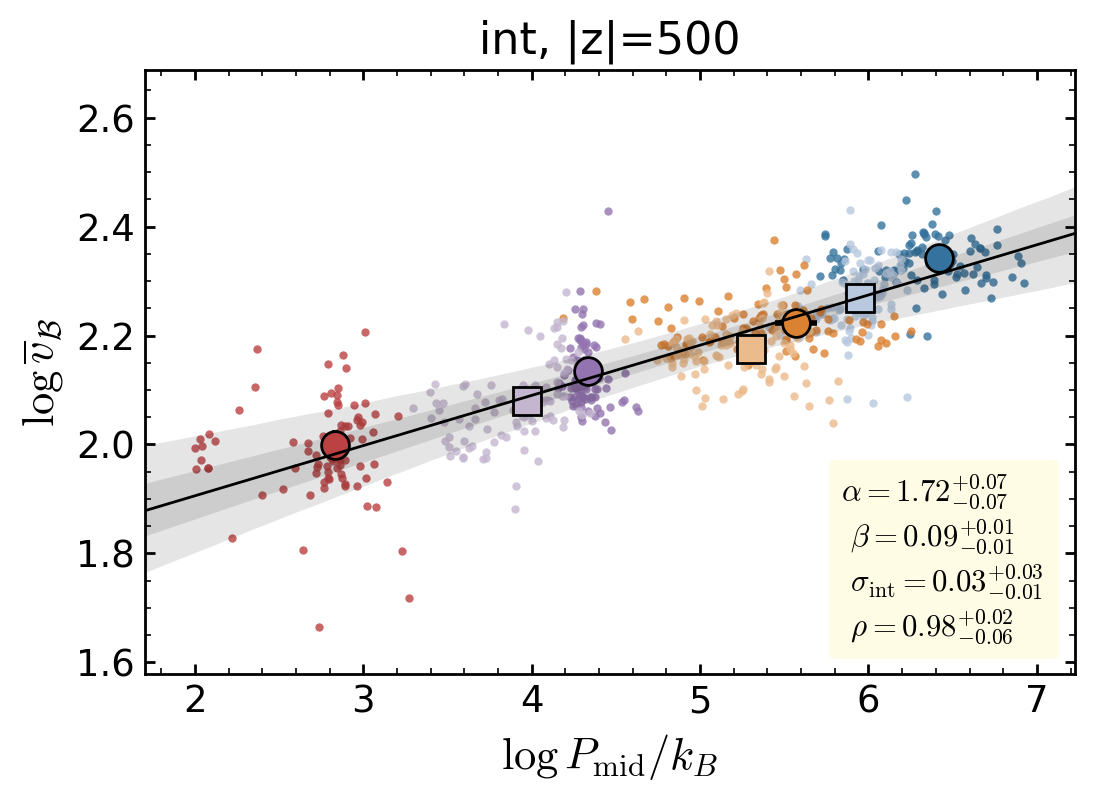 int, |z|=500
2.6
2.4
2.2
2.0
1.8
1.6
log v̅_ℬ
α = 1.72^{+0.07}_{−0.07}
β = 0.09^{+0.01}_{−0.01}
σ_int = 0.03^{+0.03}_{−0.01}
ρ = 0.98^{+0.02}_{−0.06}
2 3 4 5 6 7
log P_mid/k_B